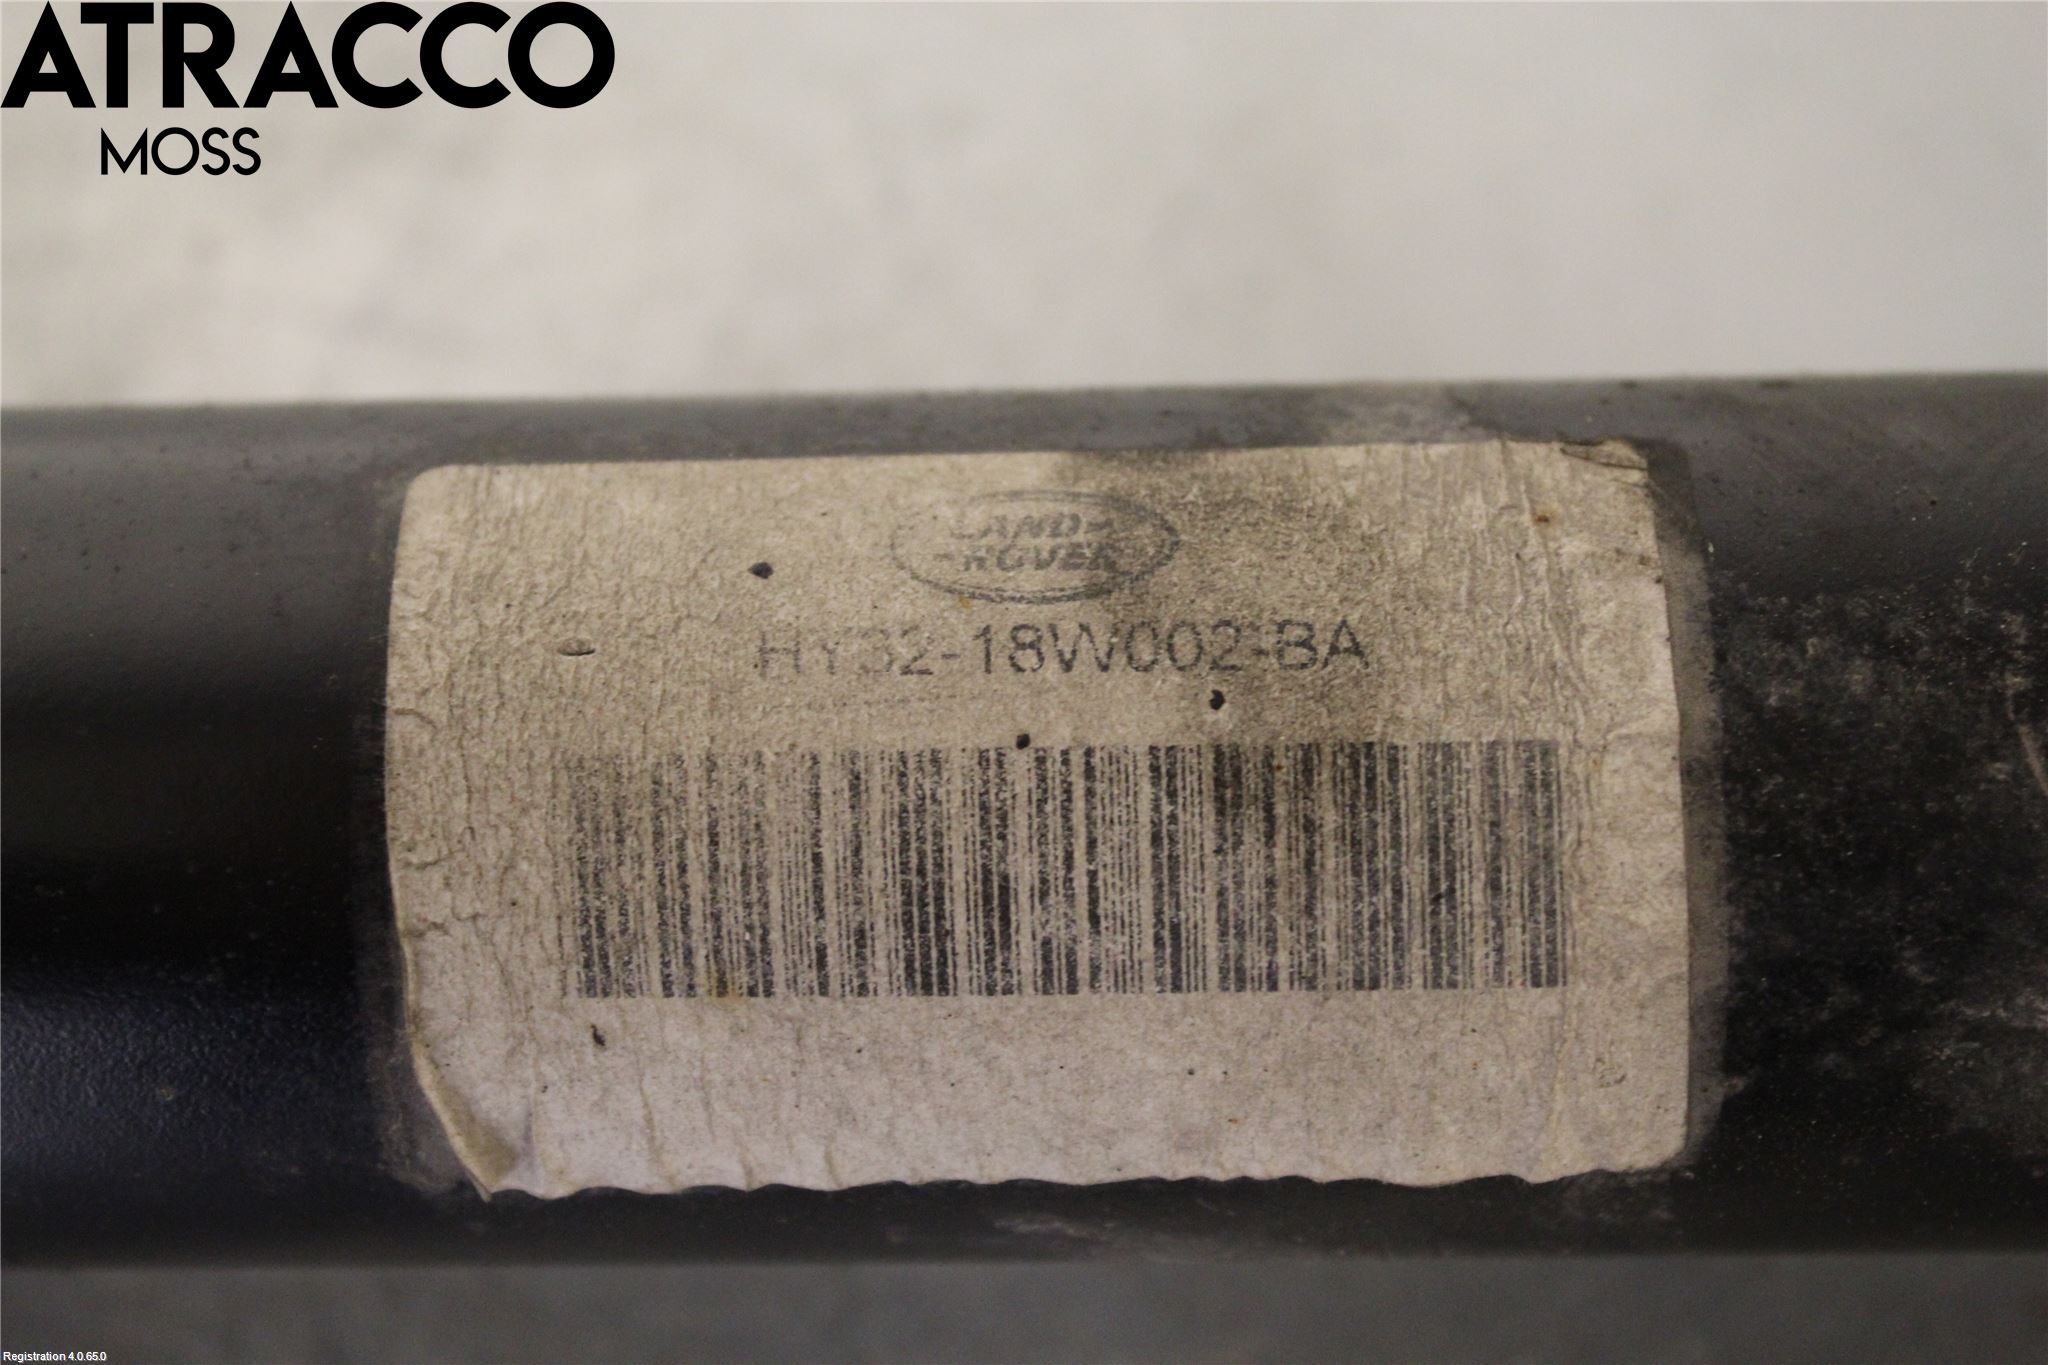 ATRACCO
MOSS
LAND-
-ROVER
HY32-18W002-BA
Registration 4.0.65.0